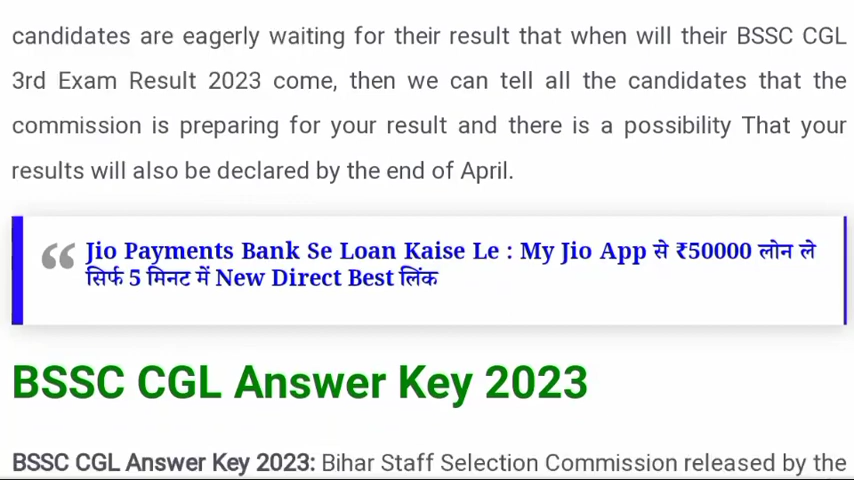 candidates are eagerly waiting for their result that when will their BSSC CGL
3rd Exam Result 2023 come, then we can tell all the candidates that the
commission is preparing for your result and there is a possibility That your
results will also be declared by the end of April.
“ Jio Payments Bank Se Loan Kaise Le : My Jio App से ₹50000 लोन ले
सिर्फ 5 मिनट में New Direct Best लिंक
BSSC CGL Answer Key 2023
BSSC CGL Answer Key 2023: Bihar Staff Selection Commission released by the